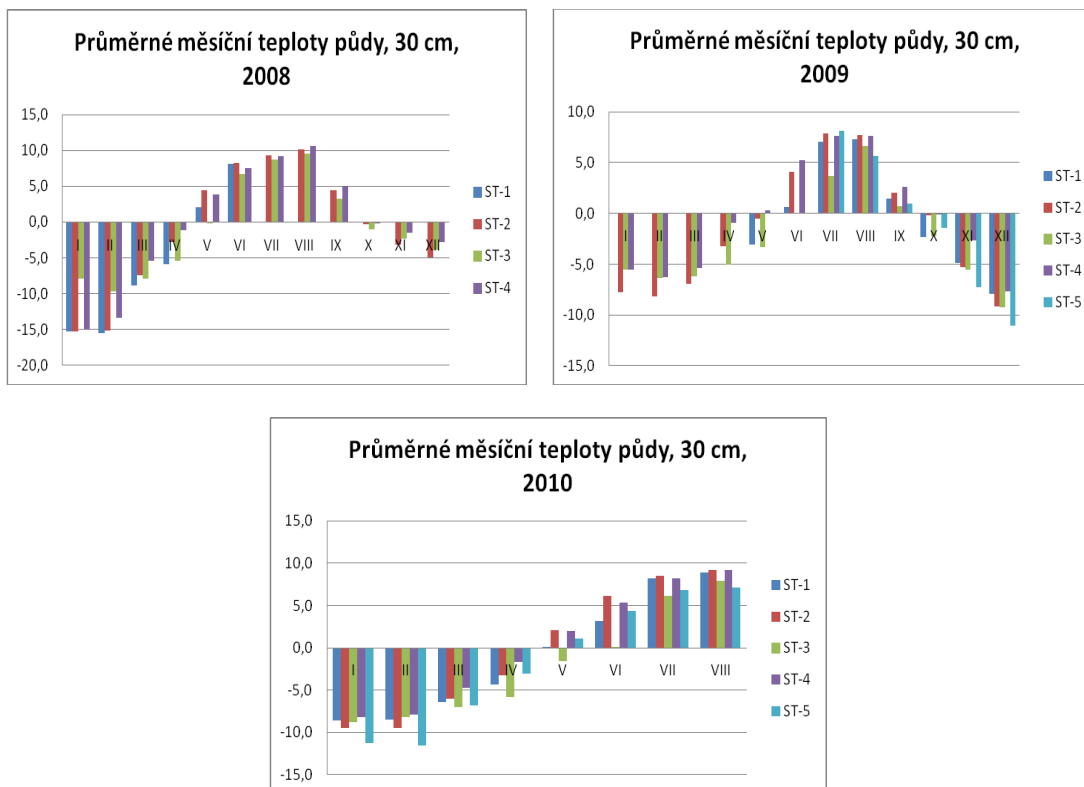 Průměrné měsíční teploty půdy, 30 cm,
2008
15,0
10,0
5,0
0,0
-5,0
-10,0
-15,0
-20,0
I II III IV V VI VII VIII IX X XI XII
ST-1
ST-2
ST-3
ST-4
Průměrné měsíční teploty půdy, 30 cm,
2009
10,0
5,0
0,0
-5,0
-10,0
-15,0
I II III IV V VI VII VIII IX X XI XII
ST-1
ST-2
ST-3
ST-4
ST-5
Průměrné měsíční teploty půdy, 30 cm,
2010
15,0
10,0
5,0
0,0
-5,0
-10,0
-15,0
I II III IV V VI VII VIII
ST-1
ST-2
ST-3
ST-4
ST-5